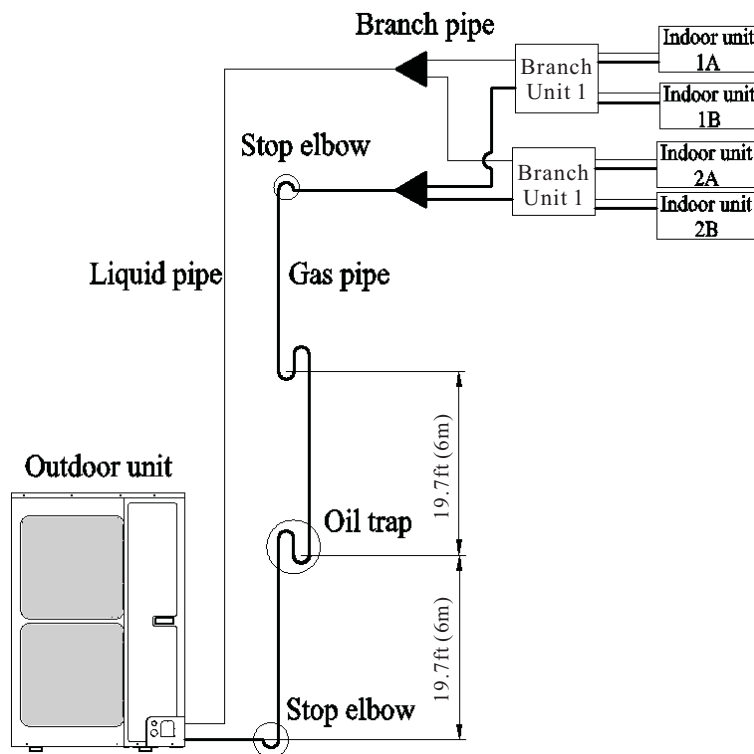 Branch pipe
Branch
Unit 1
Indoor unit
1A
Indoor unit
1B
Stop elbow
Branch
Unit 1
Indoor unit
2A
Indoor unit
2B
Liquid pipe
Gas pipe
19.7ft (6m)
Outdoor unit
Oil trap
19.7ft (6m)
Stop elbow